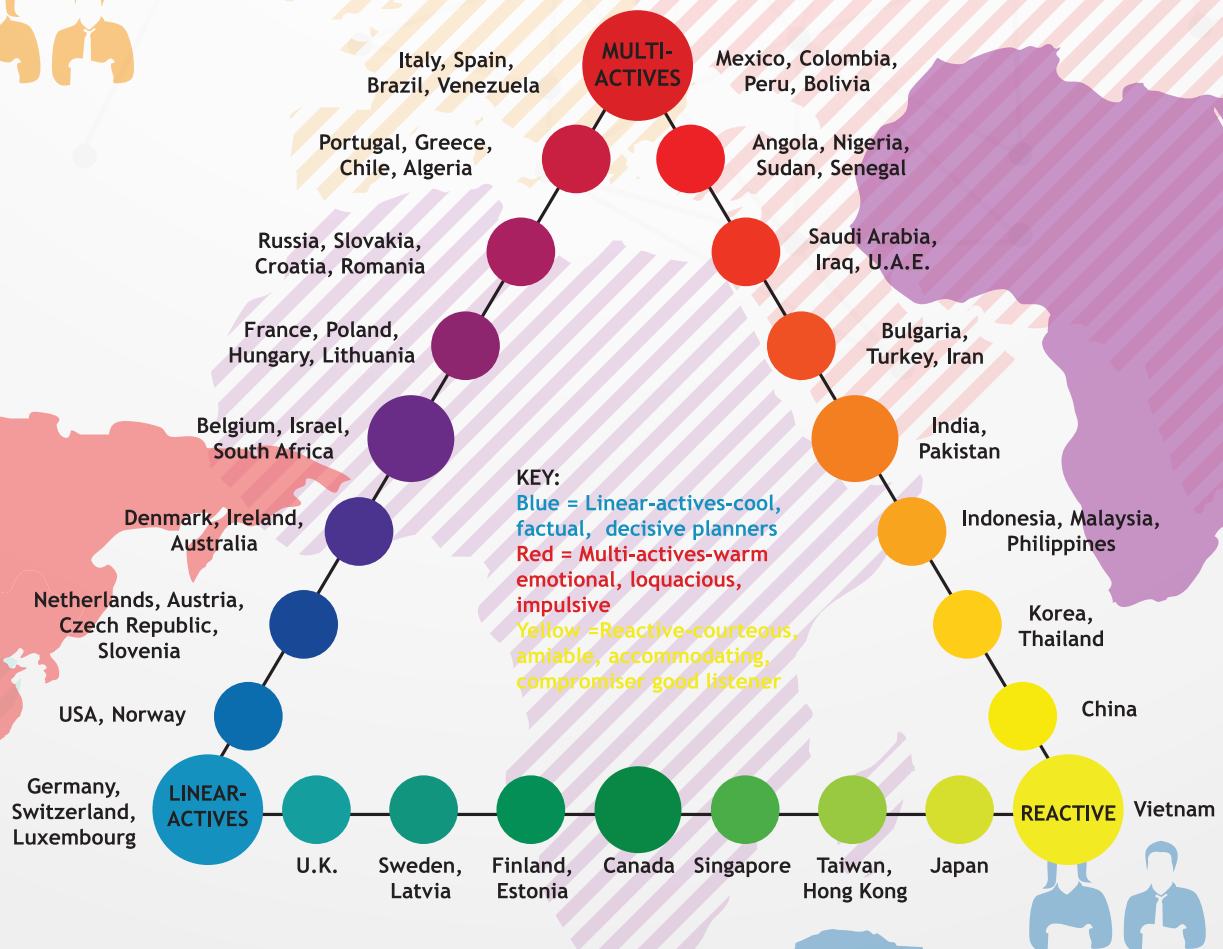 MULTI-
ACTIVES
Italy, Spain,
Brazil, Venezuela
Mexico, Colombia,
Peru, Bolivia
Portugal, Greece,
Chile, Algeria
Angola, Nigeria,
Sudan, Senegal
Russia, Slovakia,
Croatia, Romania
Saudi Arabia,
Iraq, U.A.E.
France, Poland,
Hungary, Lithuania
Bulgaria,
Turkey, Iran
Belgium, Israel,
South Africa
India,
Pakistan
KEY:
Blue = Linear-actives-cool,
factual, decisive planners
Red = Multi-actives-warm
emotional, loquacious,
impulsive
Yellow =Reactive-courteous,
amiable, accommodating,
compromiser good listener
Denmark, Ireland,
Australia
Indonesia, Malaysia,
Philippines
Netherlands, Austria,
Czech Republic,
Slovenia
Korea,
Thailand
USA, Norway
China
Germany,
Switzerland,
Luxembourg
LINEAR-
ACTIVES
REACTIVE
Vietnam
U.K.
Sweden,
Latvia
Finland,
Estonia
Canada
Singapore
Taiwan,
Hong Kong
Japan